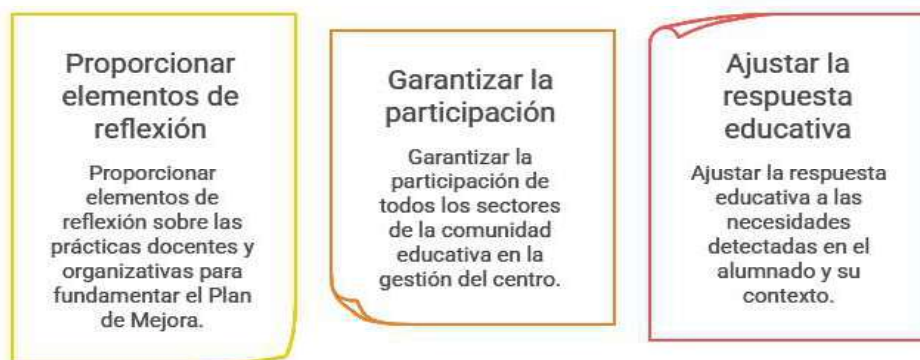 Proporcionar
elementos de
reflexión
Proporcionar
elementos de
reflexión sobre las
prácticas docentes y
organizativas para
fundamentar el Plan
de Mejora.
Garantizar la
participación
Garantizar la
participación de
todos los sectores
de la comunidad
educativa en la
gestión del centro.
Ajustar la
respuesta
educativa
Ajustar la respuesta
educativa a las
necesidades
detectadas en el
alumnado y su
contexto.